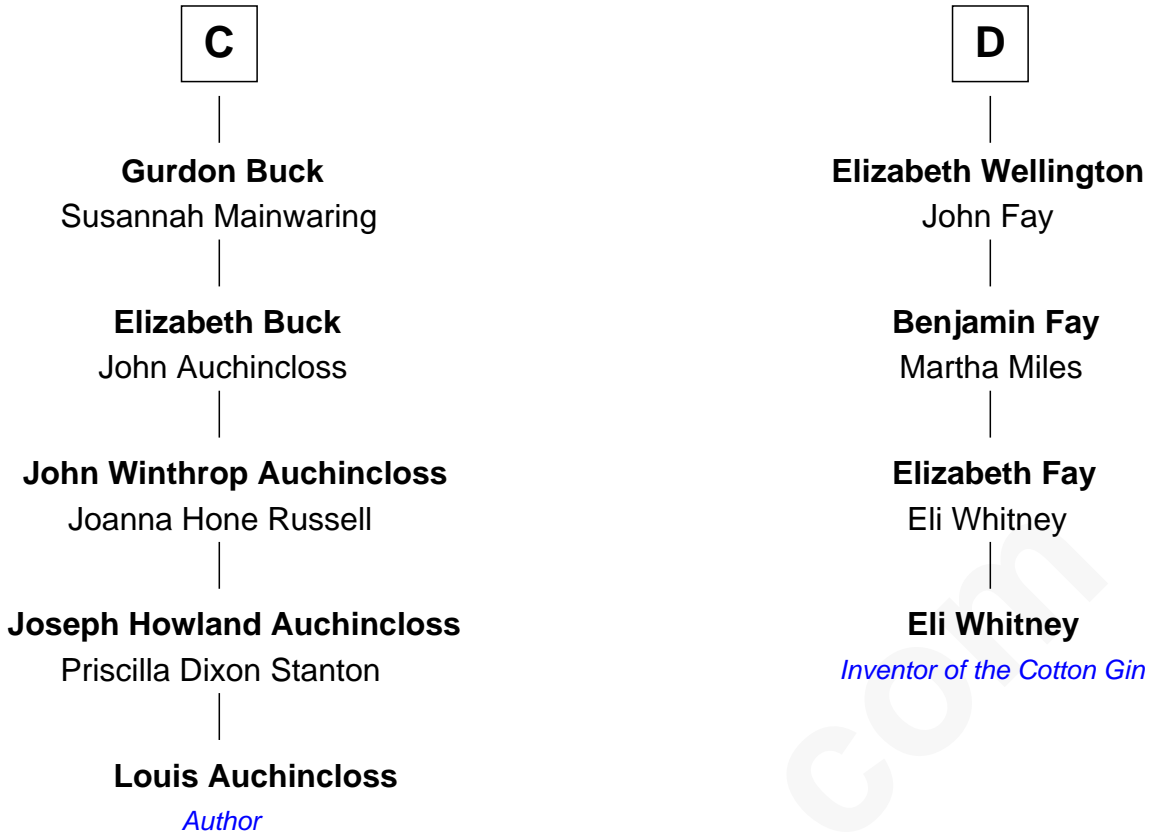 C
Gurdon Buck
Susannah Mainwaring
Elizabeth Buck
John Auchincloss
John Winthrop Auchincloss
Joanna Hone Russell
Joseph Howland Auchincloss
Priscilla Dixon Stanton
Louis Auchincloss
Author
D
Elizabeth Wellington
John Fay
Benjamin Fay
Martha Miles
Elizabeth Fay
Eli Whitney
Eli Whitney
Inventor of the Cotton Gin
com